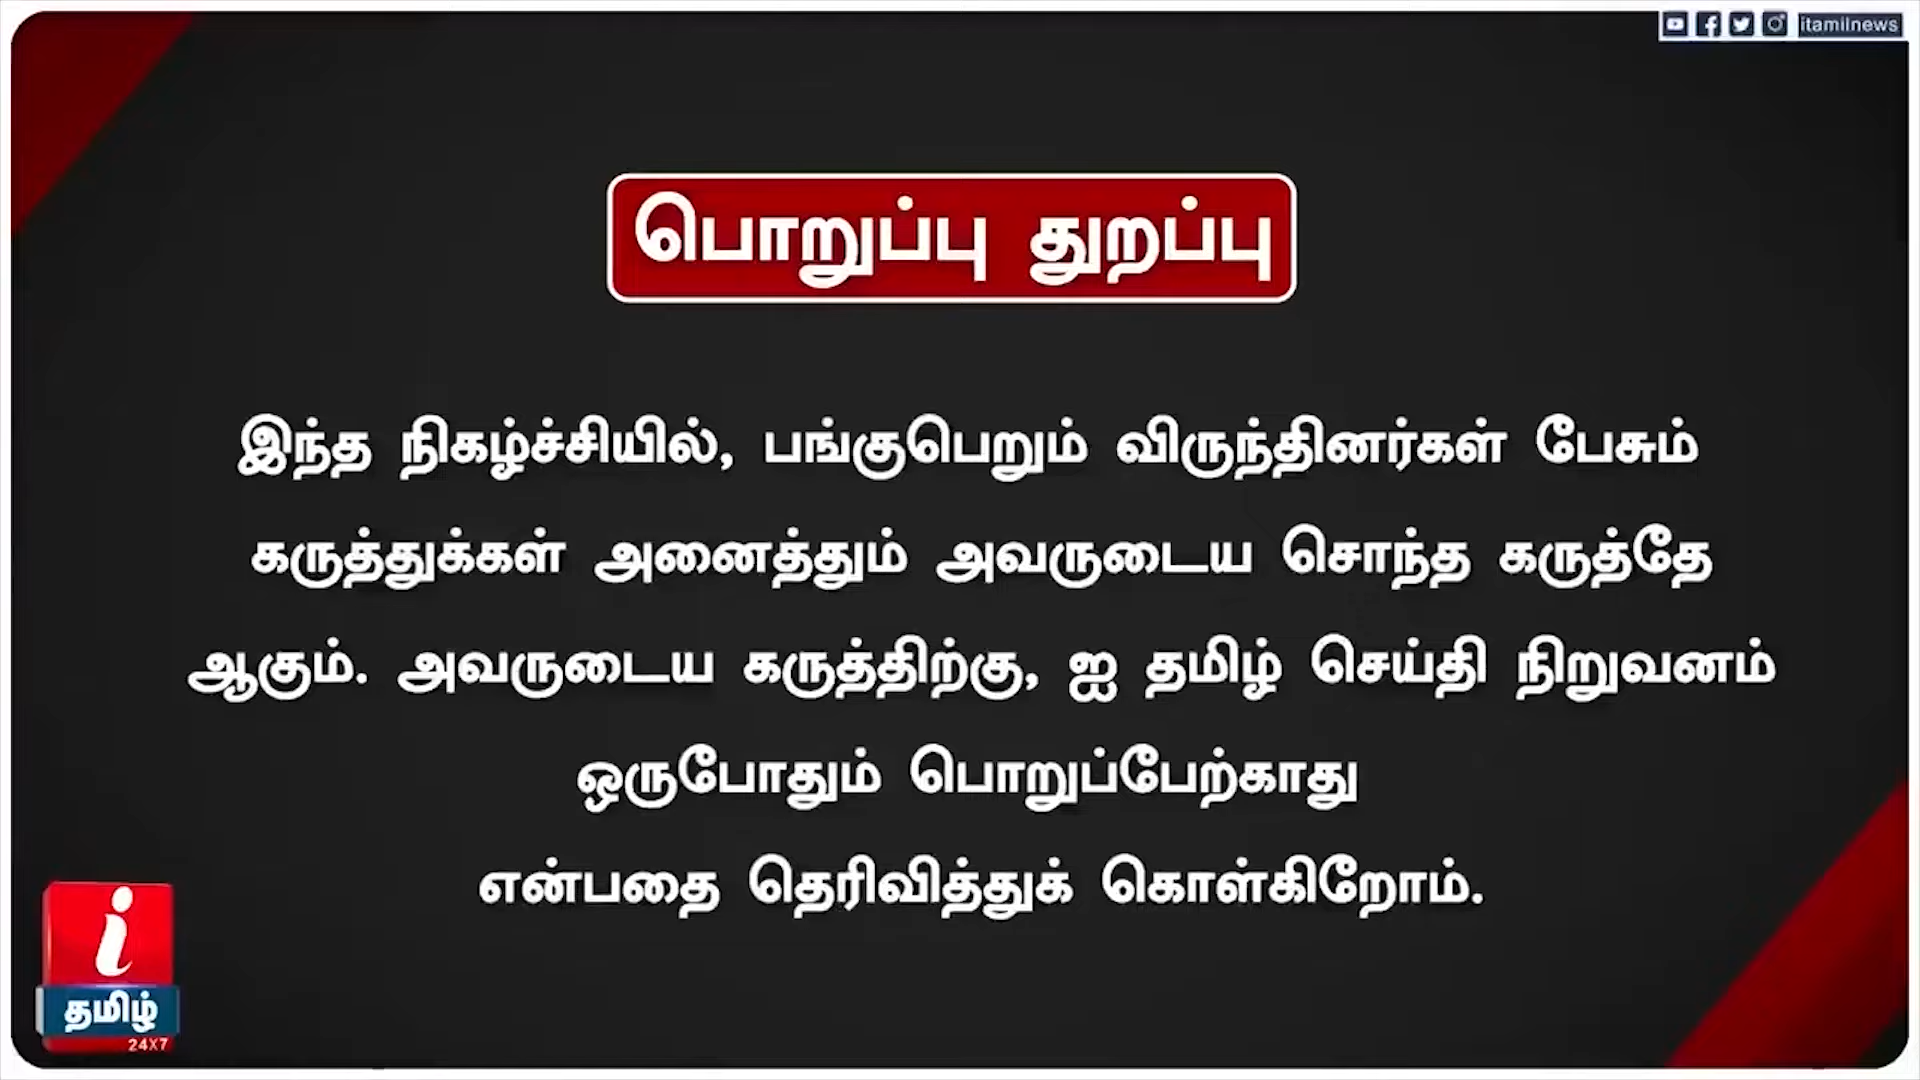 itamilnews
பொறுப்பு துறப்பு
இந்த நிகழ்ச்சியில், பங்குபெறும் விருந்தினர்கள் பேசும்
கருத்துக்கள் அனைத்தும் அவருடைய சொந்த கருத்தே
ஆகும். அவருடைய கருத்திற்கு, ஐ தமிழ் செய்தி நிறுவனம்
ஒருபோதும் பொறுப்பேற்காது
என்பதை தெரிவித்துக் கொள்கிறோம்.
i
தமிழ்
24X7